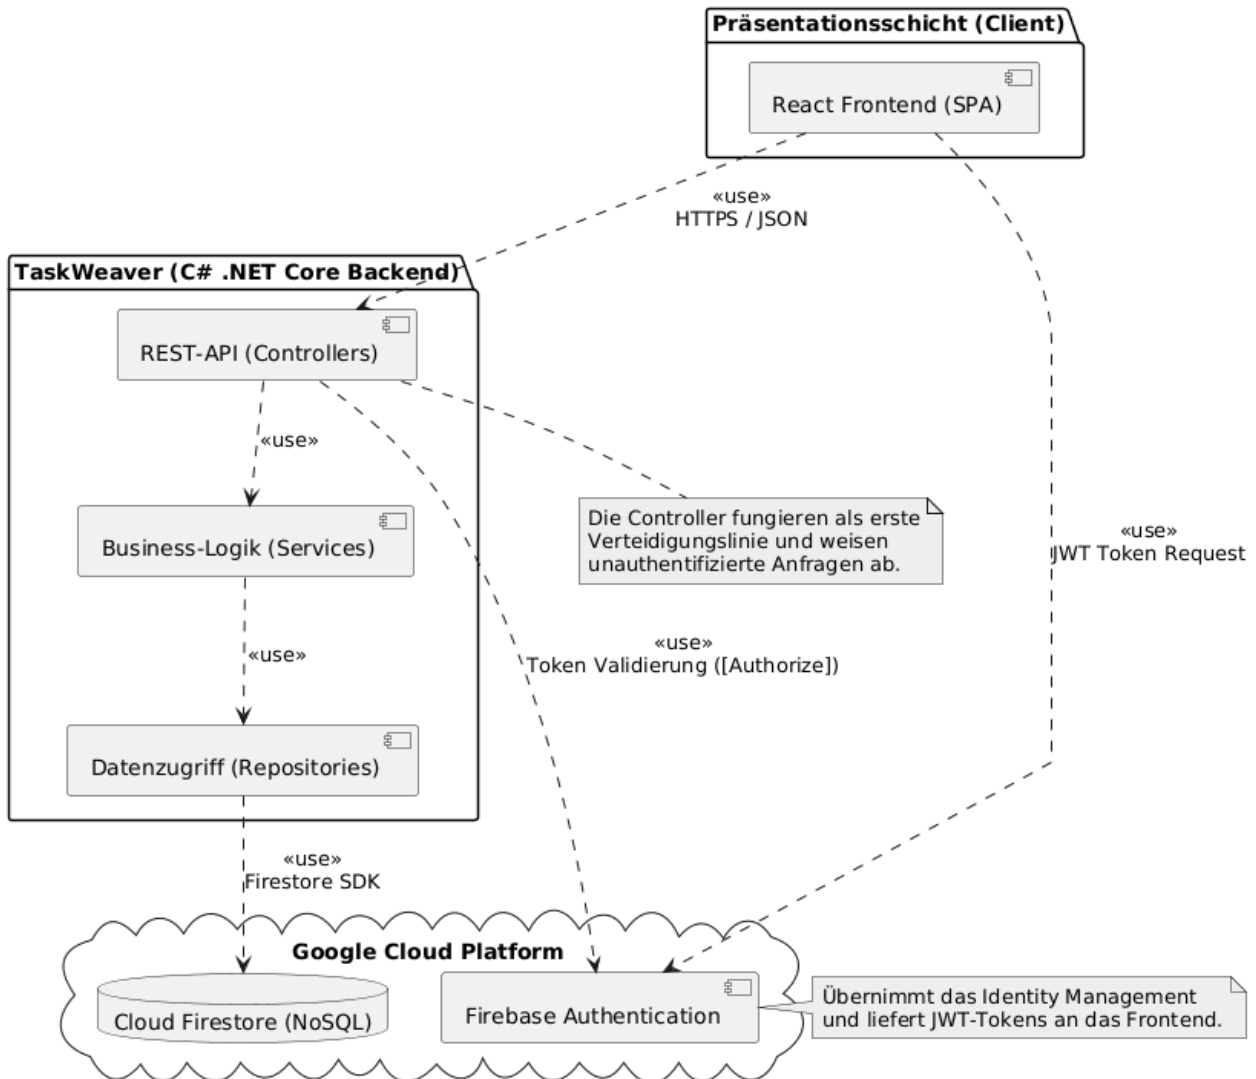 Präsentationsschicht (Client)
React Frontend (SPA)
«use»
HTTPS / JSON
TaskWeaver (C# .NET Core Backend)
REST-API (Controllers)
«use»
Die Controller fungieren als erste
Verteidigungslinie und weisen
unauthentifizierte Anfragen ab.
«use»
JWT Token Request
Business-Logik (Services)
«use»
«use»
Token Validierung ([Authorize])
Datenzugriff (Repositories)
«use»
Firestore SDK
Google Cloud Platform
Cloud Firestore (NoSQL)
Firebase Authentication
Übernimmt das Identity Management
und liefert JWT-Tokens an das Frontend.